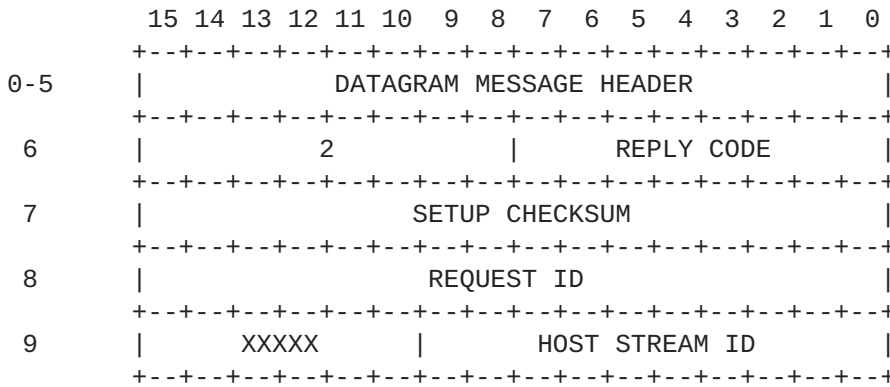 15 14 13 12 11 10 9 8 7 6 5 4 3 2 1 0
+--+--+--+--+--+--+--+--+--+--+--+--+--+--+--+--+
0-5 | DATAGRAM MESSAGE HEADER |
+--+--+--+--+--+--+--+--+--+--+--+--+--+--+--+--+
6 | 2 | REPLY CODE |
+--+--+--+--+--+--+--+--+--+--+--+--+--+--+--+--+
7 | SETUP CHECKSUM |
+--+--+--+--+--+--+--+--+--+--+--+--+--+--+--+--+
8 | REQUEST ID |
+--+--+--+--+--+--+--+--+--+--+--+--+--+--+--+--+
9 | XXXXX | HOST STREAM ID |
+--+--+--+--+--+--+--+--+--+--+--+--+--+--+--+--+